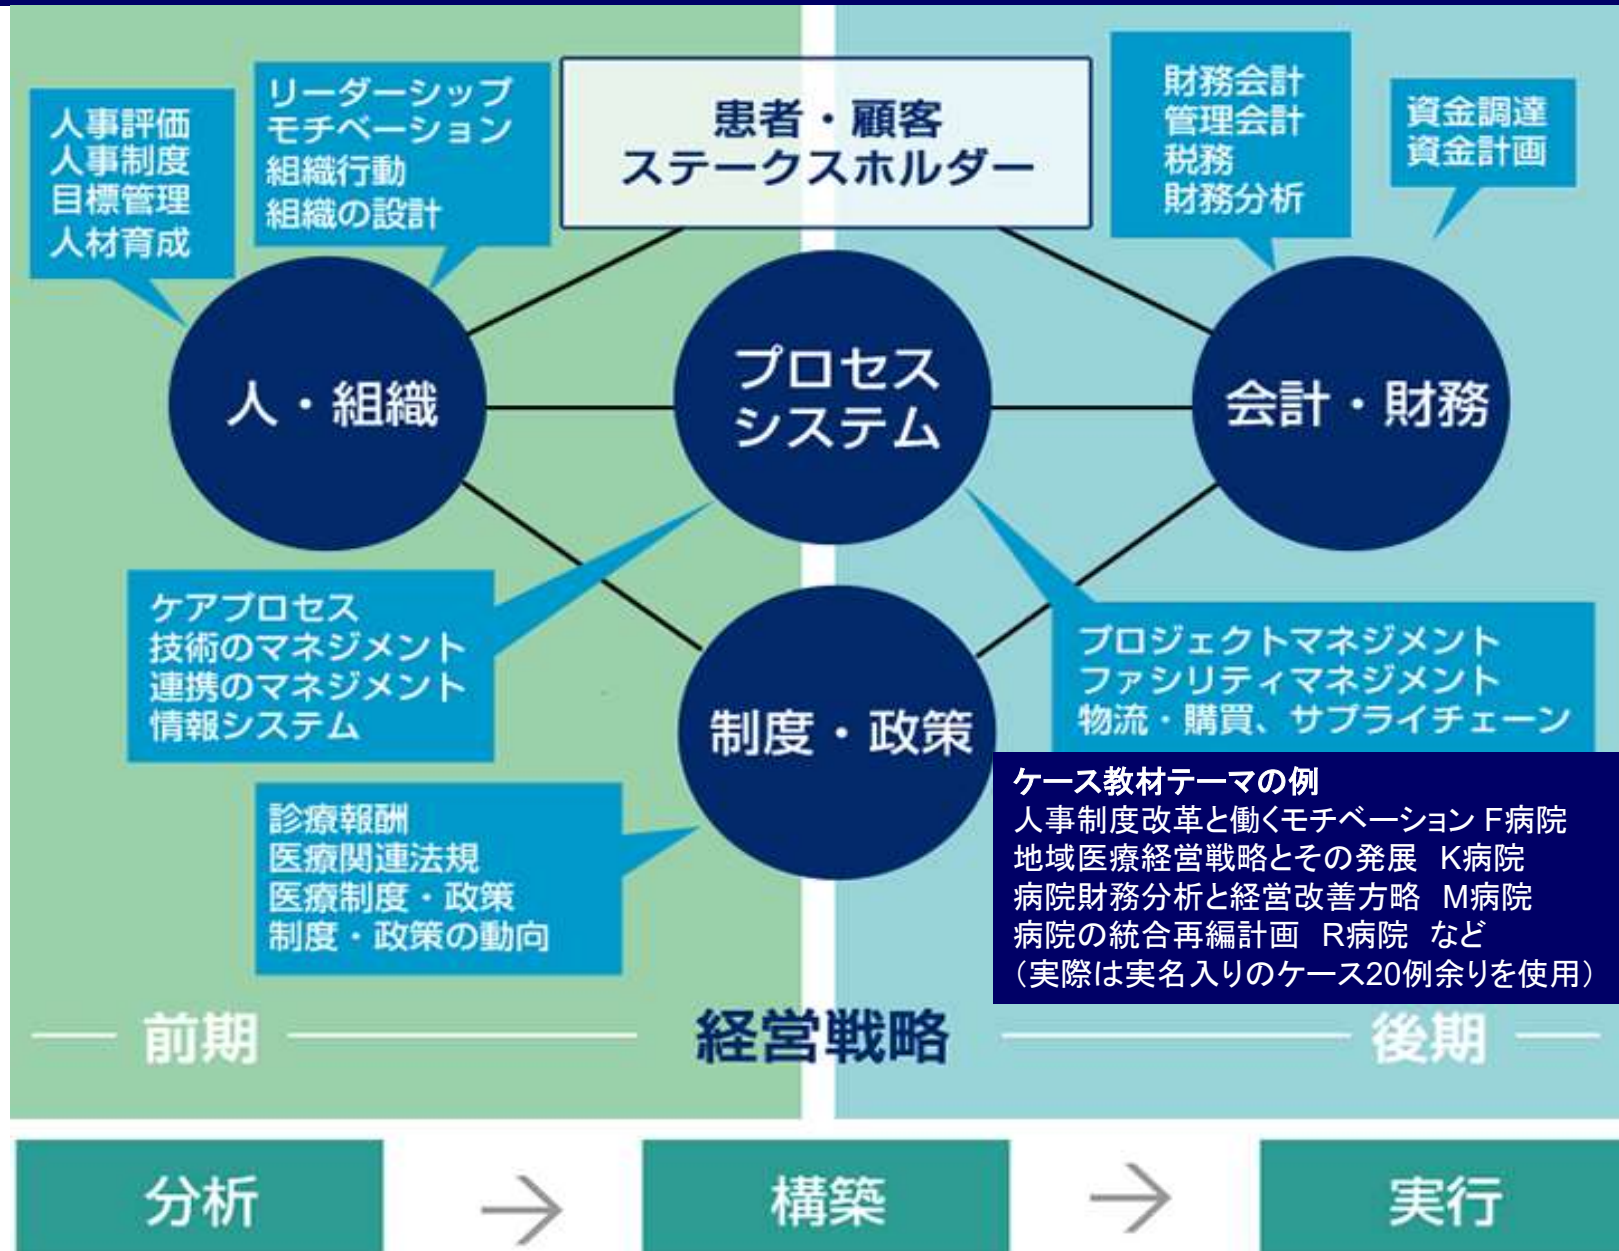 人事評価
人事制度
目標管理
人材育成
リーダーシップ
モチベーション
組織行動
組織の設計
患者・顧客
ステークスホルダー
財務会計
管理会計
税務
財務分析
資金調達
資金計画
人・組織
プロセス
システム
会計・財務
ケアプロセス
技術のマネジメント
連携のマネジメント
情報システム
プロジェクトマネジメント
ファシリティマネジメント
物流・購買、サプライチェーン
制度・政策
診療報酬
医療関連法規
医療制度・政策
制度・政策の動向
ケース教材テーマの例
人事制度改革と働くモチベーション F病院
地域医療経営戦略とその発展 K病院
病院財務分析と経営改善方略 M病院
病院の統合再編計画 R病院 など
（実際は実名入りのケース20例余りを使用）
前期
経営戦略
後期
分析
構築
実行